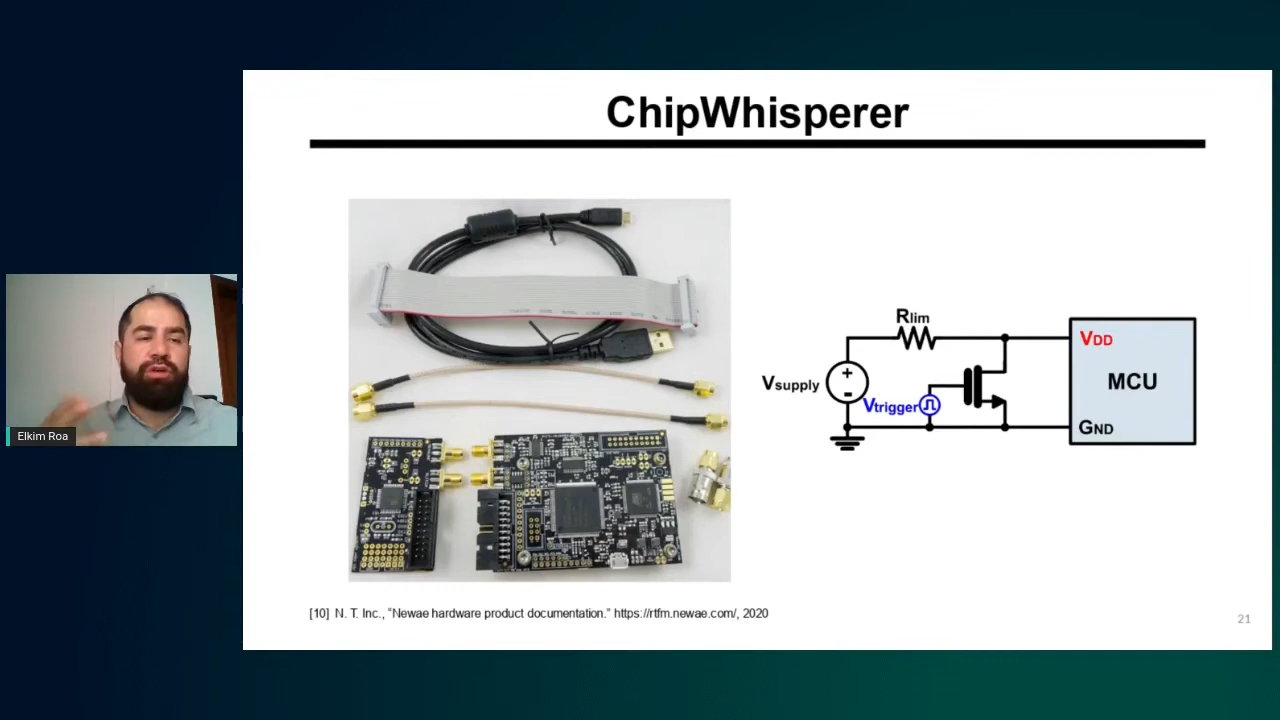 ChipWhisperer
Rlim
VDD
MCU
Vsupply
+
-
Vtrigger
GND
[10] N. T. Inc., "Newae hardware product documentation." https://rtfm.newae.com/, 2020
21
Elkim Roa